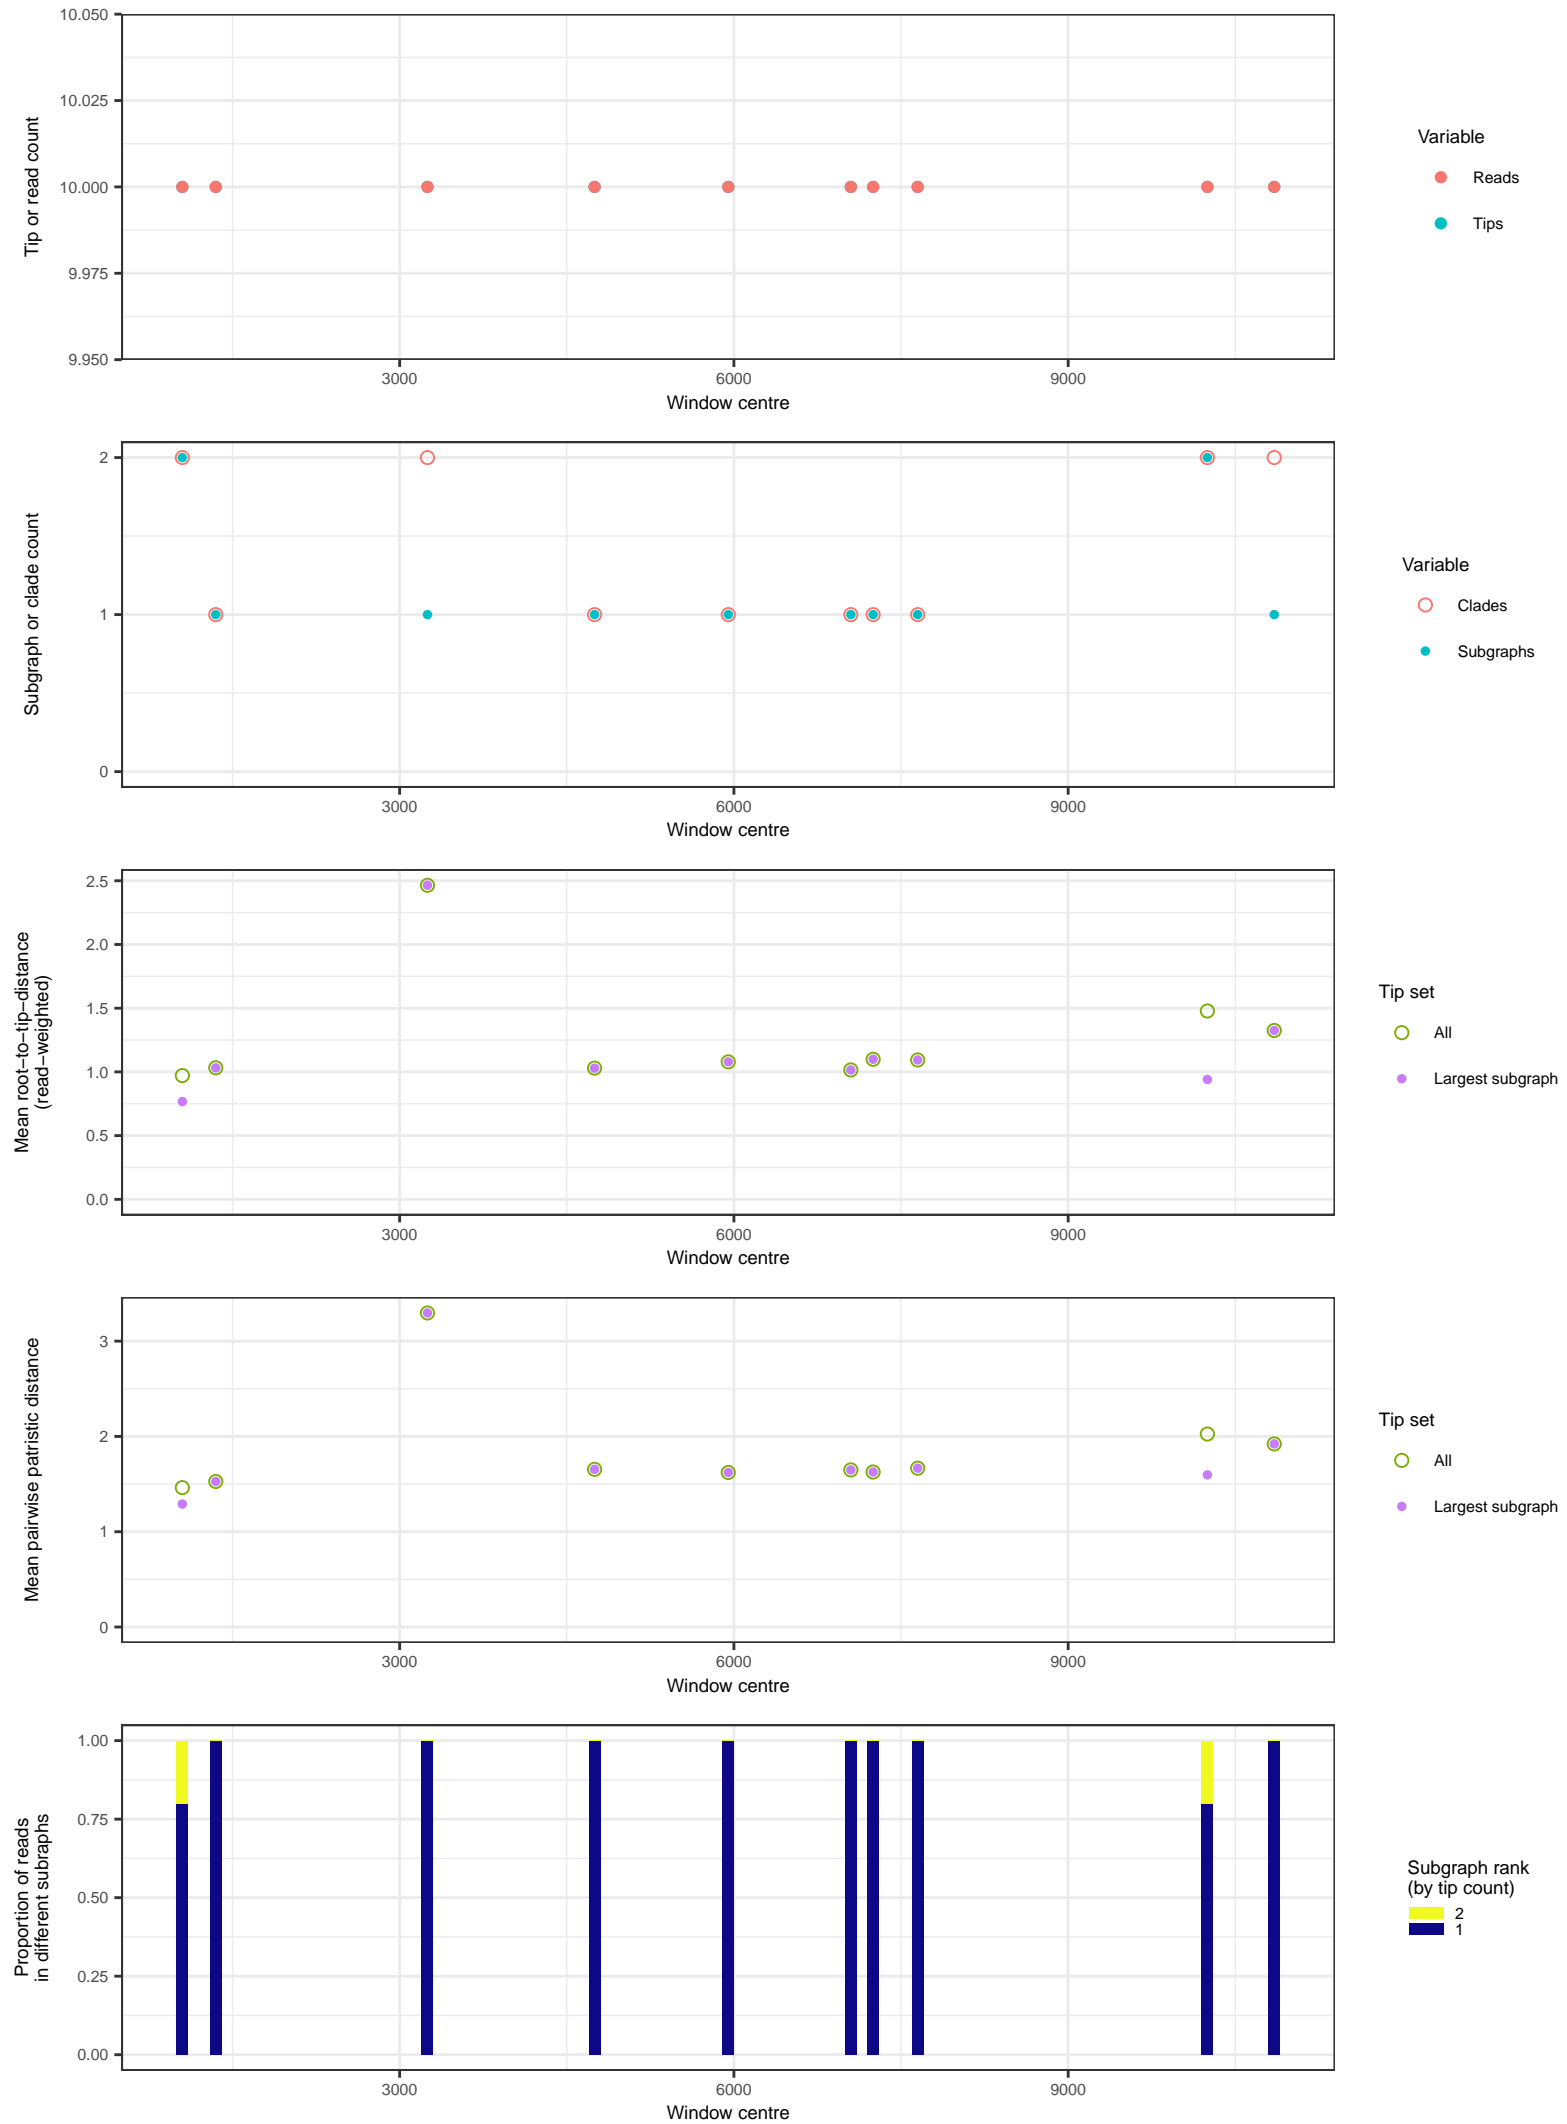 10.050
10.025
10.000
9.975
9.950
Tip or read count
3000
6000
9000
Window centre
Variable
Reads
Tips
2
1
0
Subgraph or clade count
3000
6000
9000
Window centre
Variable
Clades
Subgraphs
2.5
2.0
1.5
1.0
0.5
0.0
Mean root−to−tip−distance
(read−weighted)
3000
6000
9000
Window centre
Tip set
All
Largest subgraph
3
2
1
0
Mean pairwise patristic distance
3000
6000
9000
Window centre
Tip set
All
Largest subgraph
1.00
0.75
0.50
0.25
0.00
Proportion of reads
in different subraphs
3000
6000
9000
Window centre
Subgraph rank
(by tip count)
2
1